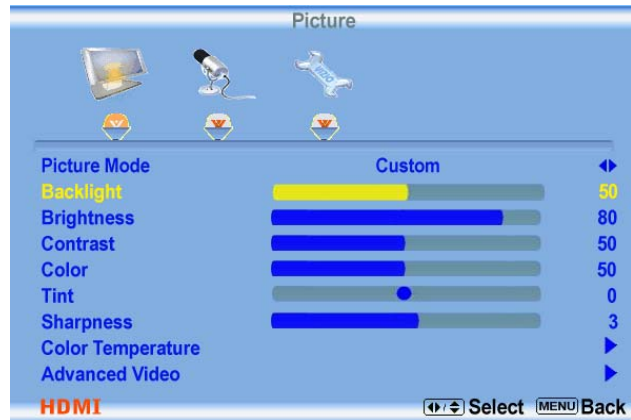 Picture
VIZIO
Picture Mode Custom
Backlight 50
Brightness 80
Contrast 50
Color 50
Tint 0
Sharpness 3
Color Temperature
Advanced Video
HDMI Select MENU Back